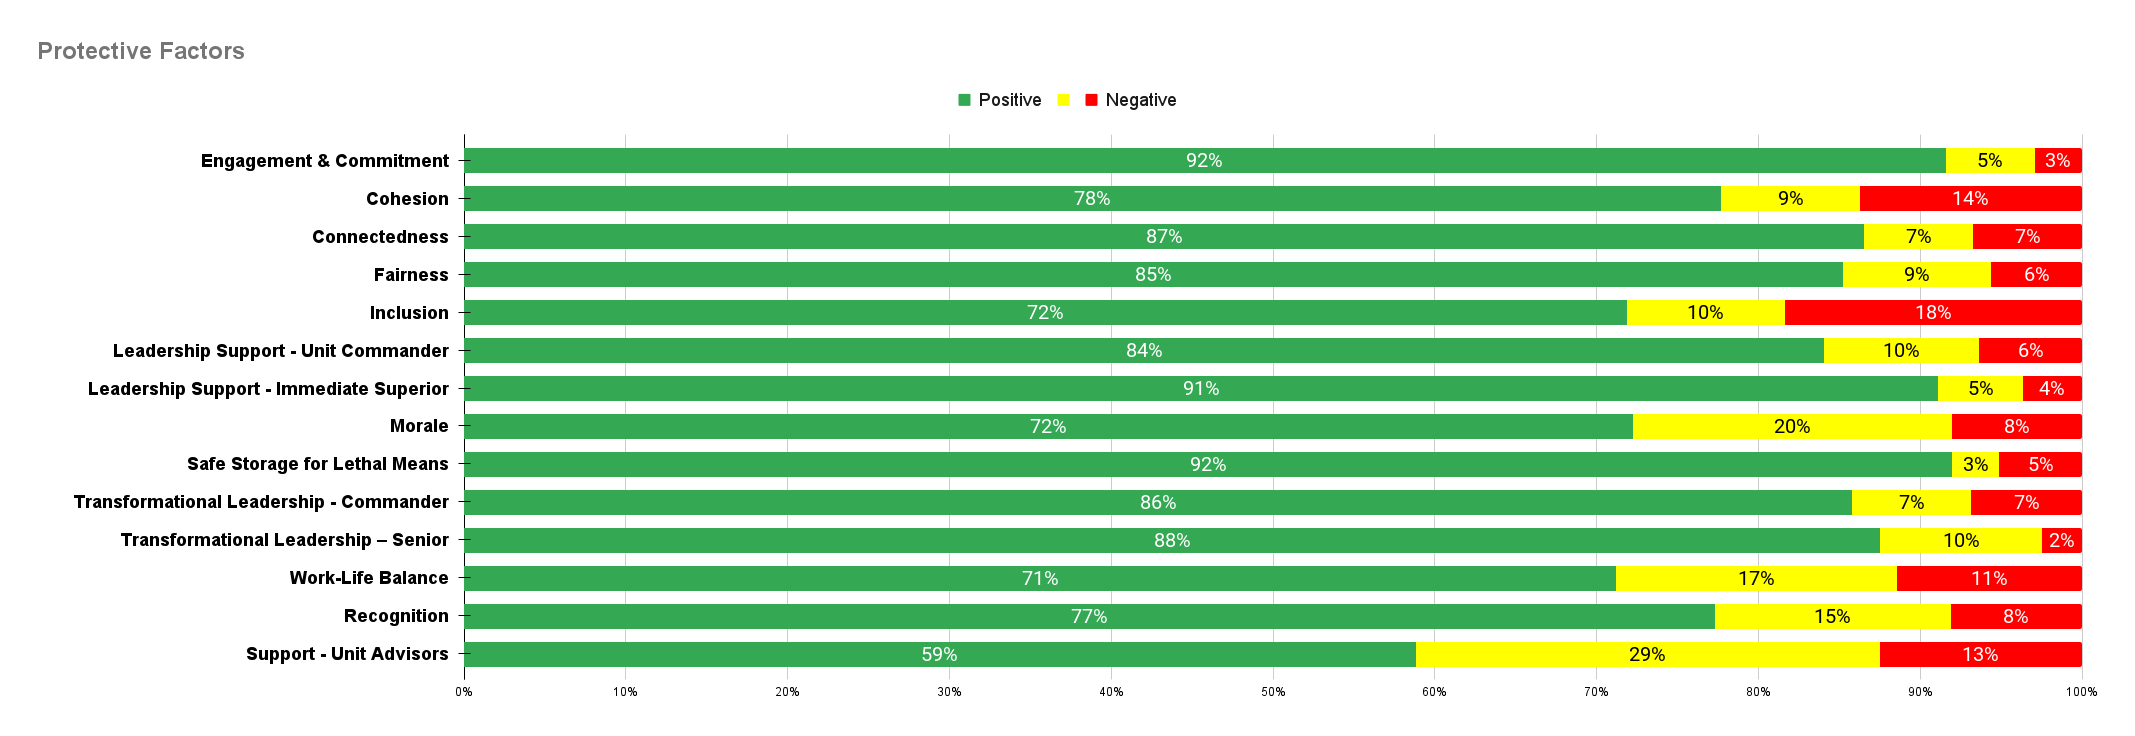 Protective Factors
Positive Negative
Engagement & Commitment 92% 5% 3%
Cohesion 78% 9% 14%
Connectedness 87% 7% 7%
Fairness 85% 9% 6%
Inclusion 72% 10% 18%
Leadership Support - Unit Commander 84% 10% 6%
Leadership Support - Immediate Superior 91% 5% 4%
Morale 72% 20% 8%
Safe Storage for Lethal Means 92% 3% 5%
Transformational Leadership - Commander 86% 7% 7%
Transformational Leadership – Senior 88% 10% 2%
Work-Life Balance 71% 17% 11%
Recognition 77% 15% 8%
Support - Unit Advisors 59% 29% 13%
0% 10% 20% 30% 40% 50% 60% 70% 80% 90% 100%